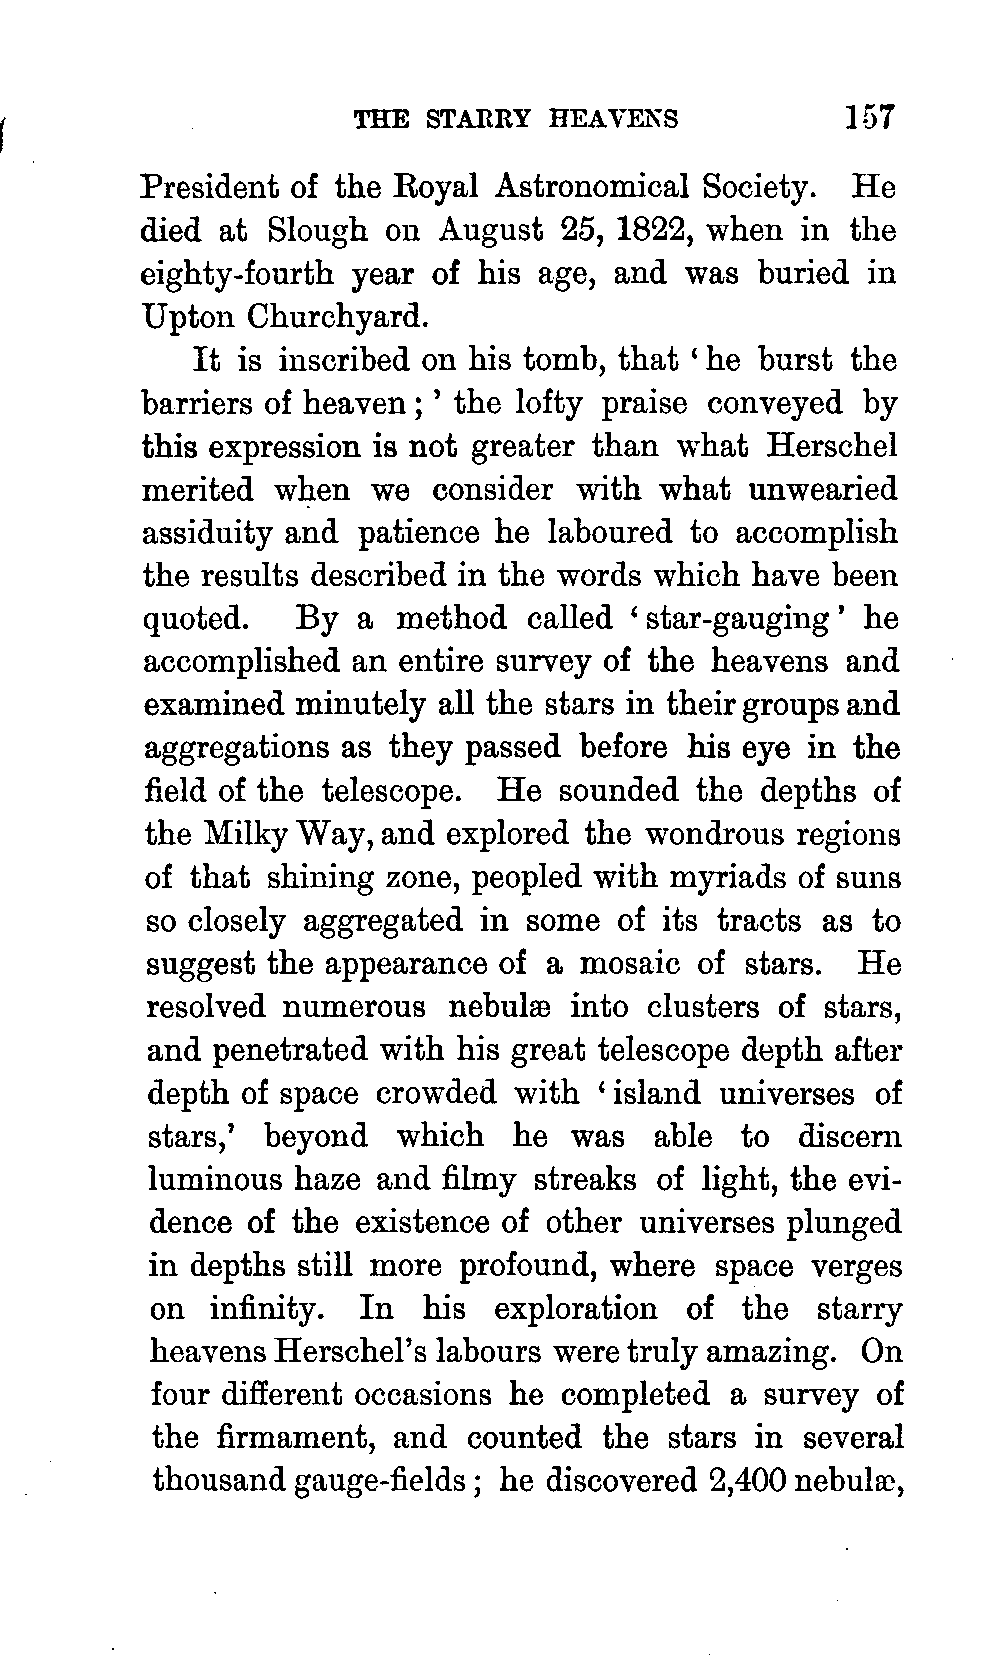 THE STARRY HEAVENS 157
President of the Royal Astronomical Society. He
died at Slough on August 25, 1822, when in the
eighty-fourth year of his age, and was buried in
Upton Churchyard.
It is inscribed on his tomb, that ‘he burst the
barriers of heaven;’ the lofty praise conveyed by
this expression is not greater than what Herschel
merited when we consider with what unwearied
assiduity and patience he laboured to accomplish
the results described in the words which have been
quoted. By a method called ‘star-gauging’ he
accomplished an entire survey of the heavens and
examined minutely all the stars in their groups and
aggregations as they passed before his eye in the
field of the telescope. He sounded the depths of
the Milky Way, and explored the wondrous regions
of that shining zone, peopled with myriads of suns
so closely aggregated in some of its tracts as to
suggest the appearance of a mosaic of stars. He
resolved numerous nebulæ into clusters of stars,
and penetrated with his great telescope depth after
depth of space crowded with ‘island universes of
stars,’ beyond which he was able to discern
luminous haze and filmy streaks of light, the evi-
dence of the existence of other universes plunged
in depths still more profound, where space verges
on infinity. In his exploration of the starry
heavens Herschel’s labours were truly amazing. On
four different occasions he completed a survey of
the firmament, and counted the stars in several
thousand gauge-fields; he discovered 2,400 nebulæ,